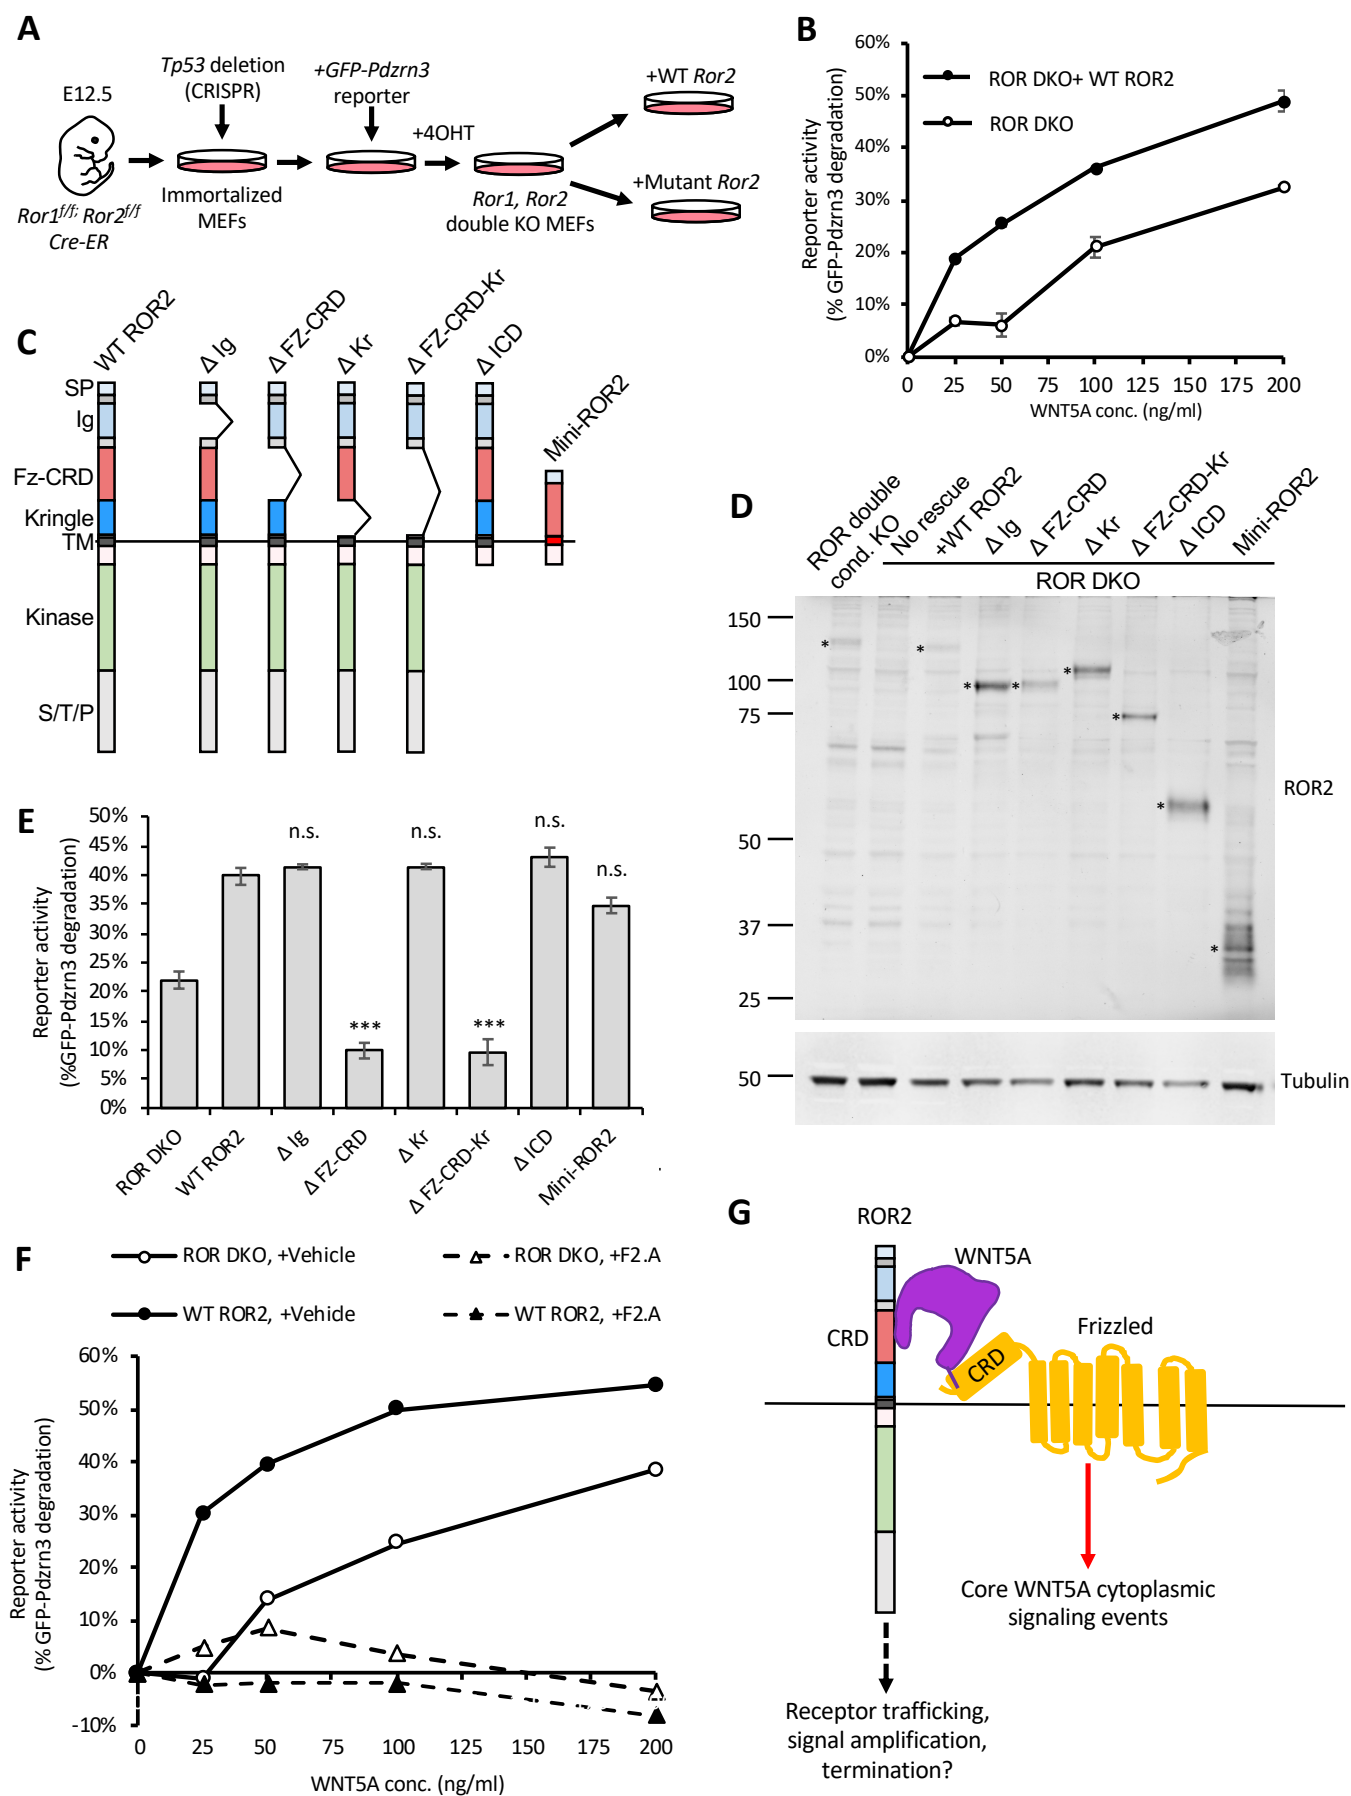 A
E12.5
Tp53 deletion
(CRISPR)
+GFP-Pdzrn3
reporter
+4OHT
+WT Ror2
+Mutant Ror2
Immortalized
MEFs
Ror1, Ror2
double KO MEFs
Ror1f/f; Ror2f/f
Cre-ER
B
Reporter activity
(% GFP-Pdzrn3 degradation)
60%
50%
40%
30%
20%
10%
0%
ROR DKO+ WT ROR2
ROR DKO
0 25 50 75 100 125 150 175 200
WNT5A conc. (ng/ml)
C
WT ROR2
Δ Ig
Δ FZ-CRD
Δ Kr
Δ FZ-CRD-Kr
Δ ICD
Mini-ROR2
SP
Ig
Fz-CRD
Kringle
TM
Kinase
S/T/P
D
ROR double
cond. KO
No rescue
+WT ROR2
Δ Ig
Δ FZ-CRD
Δ Kr
Δ FZ-CRD-Kr
Δ ICD
Mini-ROR2
ROR DKO
150
100
75
50
37
25
* * * * * * * *
ROR2
50
Tubulin
E
Reporter activity
(%GFP-Pdzrn3 degradation)
50%
45%
40%
35%
30%
25%
20%
15%
10%
5%
0%
n.s.
***
n.s.
***
n.s.
n.s.
ROR DKO
WT ROR2
Δ Ig
Δ FZ-CRD
Δ Kr
Δ FZ-CRD-Kr
Δ ICD
Mini-ROR2
F
ROR DKO, +Vehicle
ROR DKO, +F2.A
WT ROR2, +Vehicle
WT ROR2, +F2.A
Reporter activity
(% GFP-Pdzrn3 degradation)
60%
50%
40%
30%
20%
10%
0%
-10%
0 25 50 75 100 125 150 175 200
WNT5A conc. (ng/ml)
G
ROR2
WNT5A
CRD
CRD
Frizzled
Core WNT5A cytoplasmic
signaling events
Receptor trafficking,
signal amplification,
termination?